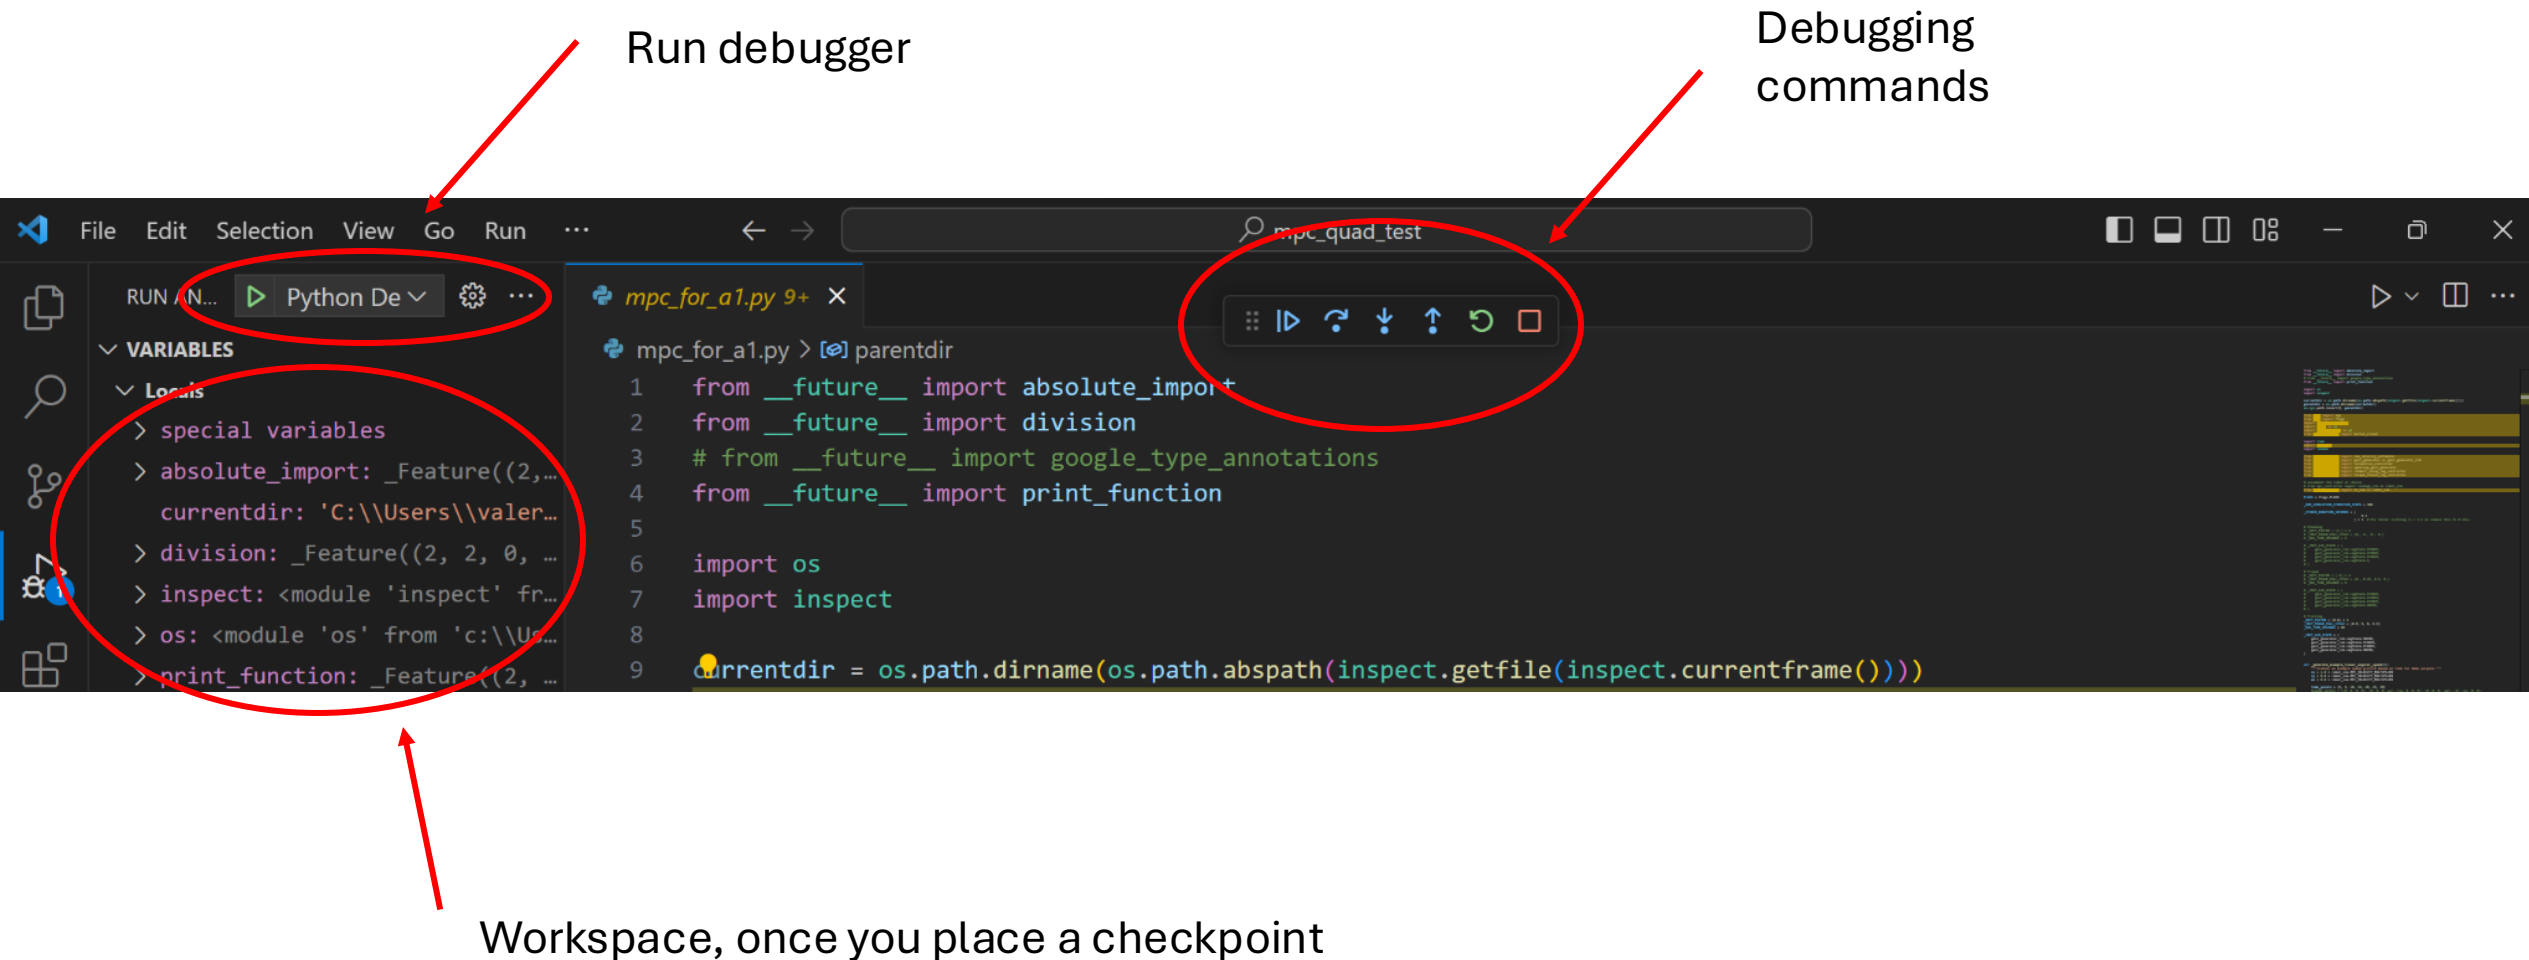 Run debugger
Debugging
commands
File Edit Selection View Go Run ···
mpc_quad_test
RUN AN... Python De
mpc_for_a1.py 9+
VARIABLES
mpc_for_a1.py > parentdir
Locals
1 from __future__ import absolute_import
special variables
2 from __future__ import division
absolute_import: _Feature((2,…
3 # from __future__ import google_type_annotations
currentdir: 'C:\\Users\\valer…
4 from __future__ import print_function
division: _Feature((2, 2, 0, …
5
inspect: <module 'inspect' fr…
6 import os
os: <module 'os' from 'c:\\Us…
7 import inspect
print_function: _Feature((2, …
8
9 currentdir = os.path.dirname(os.path.abspath(inspect.getfile(inspect.currentframe())))
1
Workspace, once you place a checkpoint